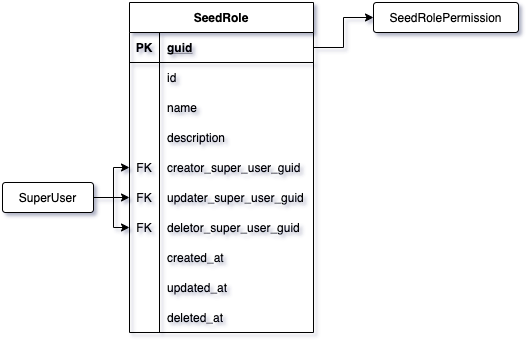 SeedRole
SeedRolePermission
PK guid
id
name
description
FK creator_super_user_guid
SuperUser
FK updater_super_user_guid
FK deletor_super_user_guid
created_at
updated_at
deleted_at